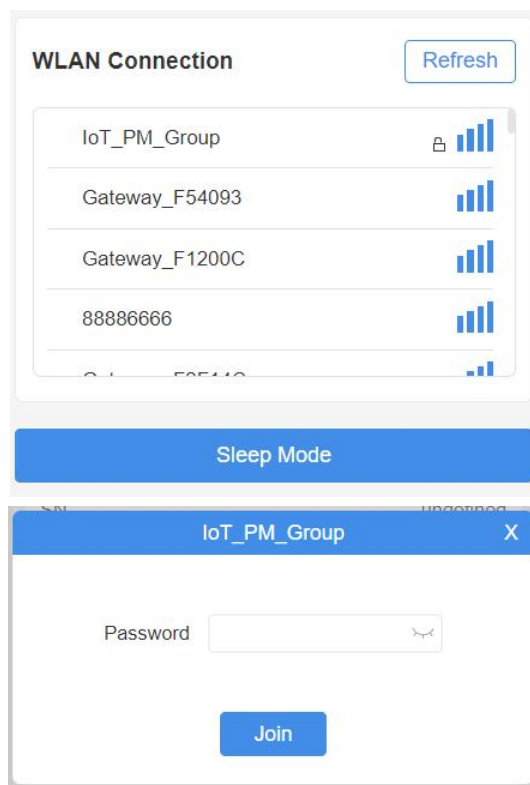 WLAN Connection
Refresh
IoT_PM_Group
Gateway_F54093
Gateway_F1200C
88886666
Sleep Mode
IoT_PM_Group X
Password
Join